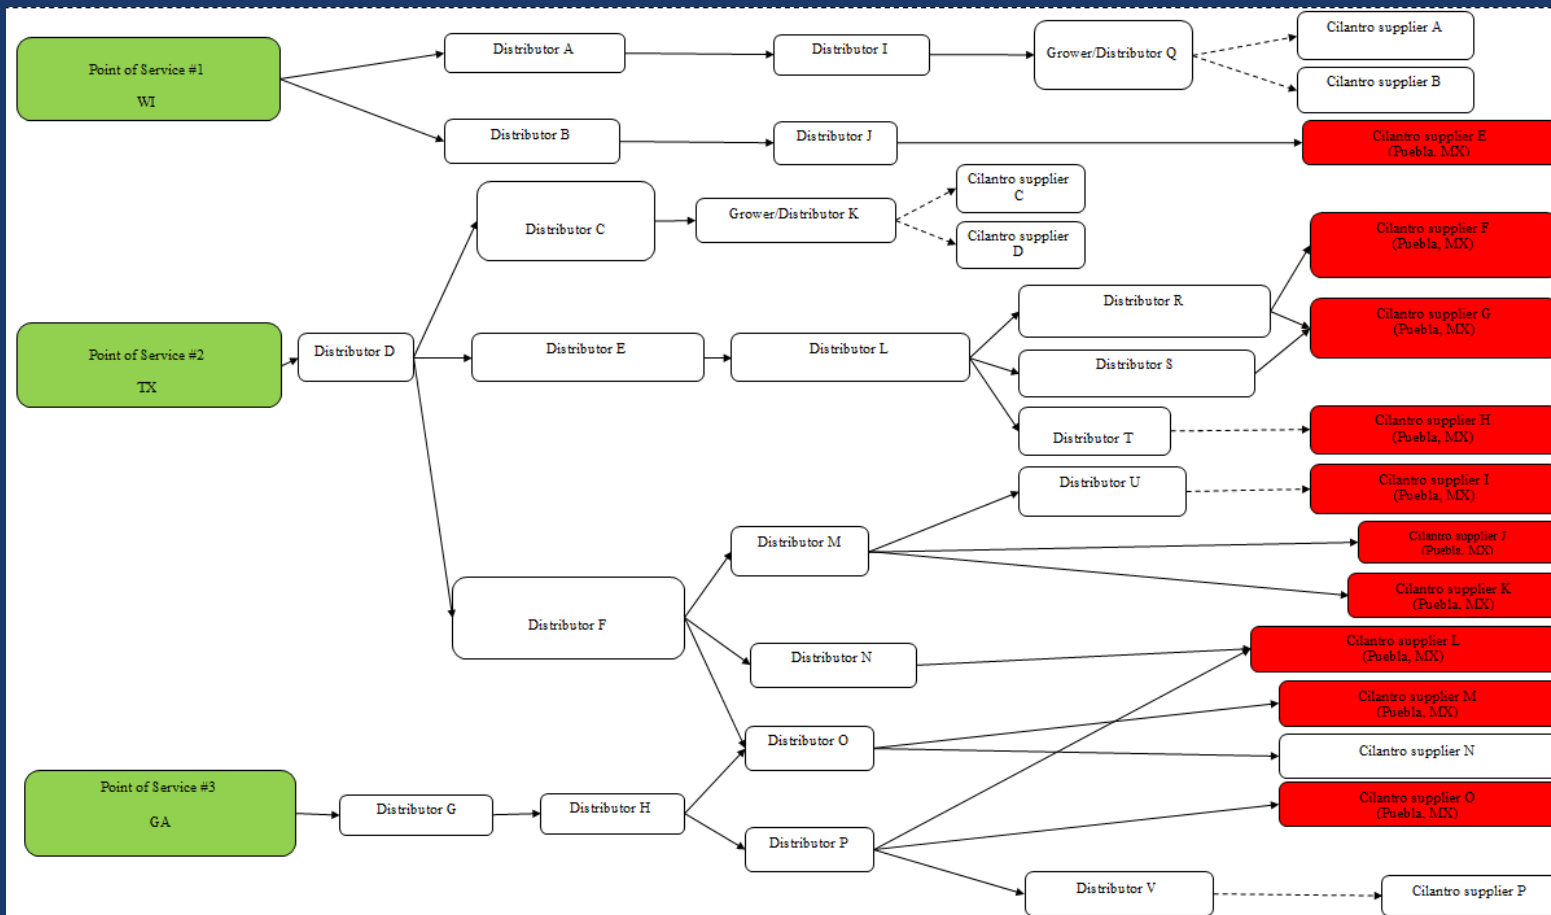 Point of Service #1
WI
Distributor A
Distributor I
Grower/Distributor Q
Cilantro supplier A
Cilantro supplier B
Distributor B
Distributor J
Cilantro supplier E
(Puebla, MX)
Distributor C
Grower/Distributor K
Cilantro supplier
C
Cilantro supplier
D
Cilantro supplier F
(Puebla, MX)
Point of Service #2
TX
Distributor D
Distributor E
Distributor L
Distributor R
Cilantro supplier G
(Puebla, MX)
Distributor S
Distributor T
Cilantro supplier H
(Puebla, MX)
Distributor U
Cilantro supplier I
(Puebla, MX)
Distributor M
Cilantro supplier J
(Puebla, MX)
Cilantro supplier K
(Puebla, MX)
Distributor F
Distributor N
Cilantro supplier L
(Puebla, MX)
Cilantro supplier M
(Puebla, MX)
Distributor O
Cilantro supplier N
Point of Service #3
GA
Distributor G
Distributor H
Cilantro supplier O
(Puebla, MX)
Distributor P
Distributor V
Cilantro supplier P